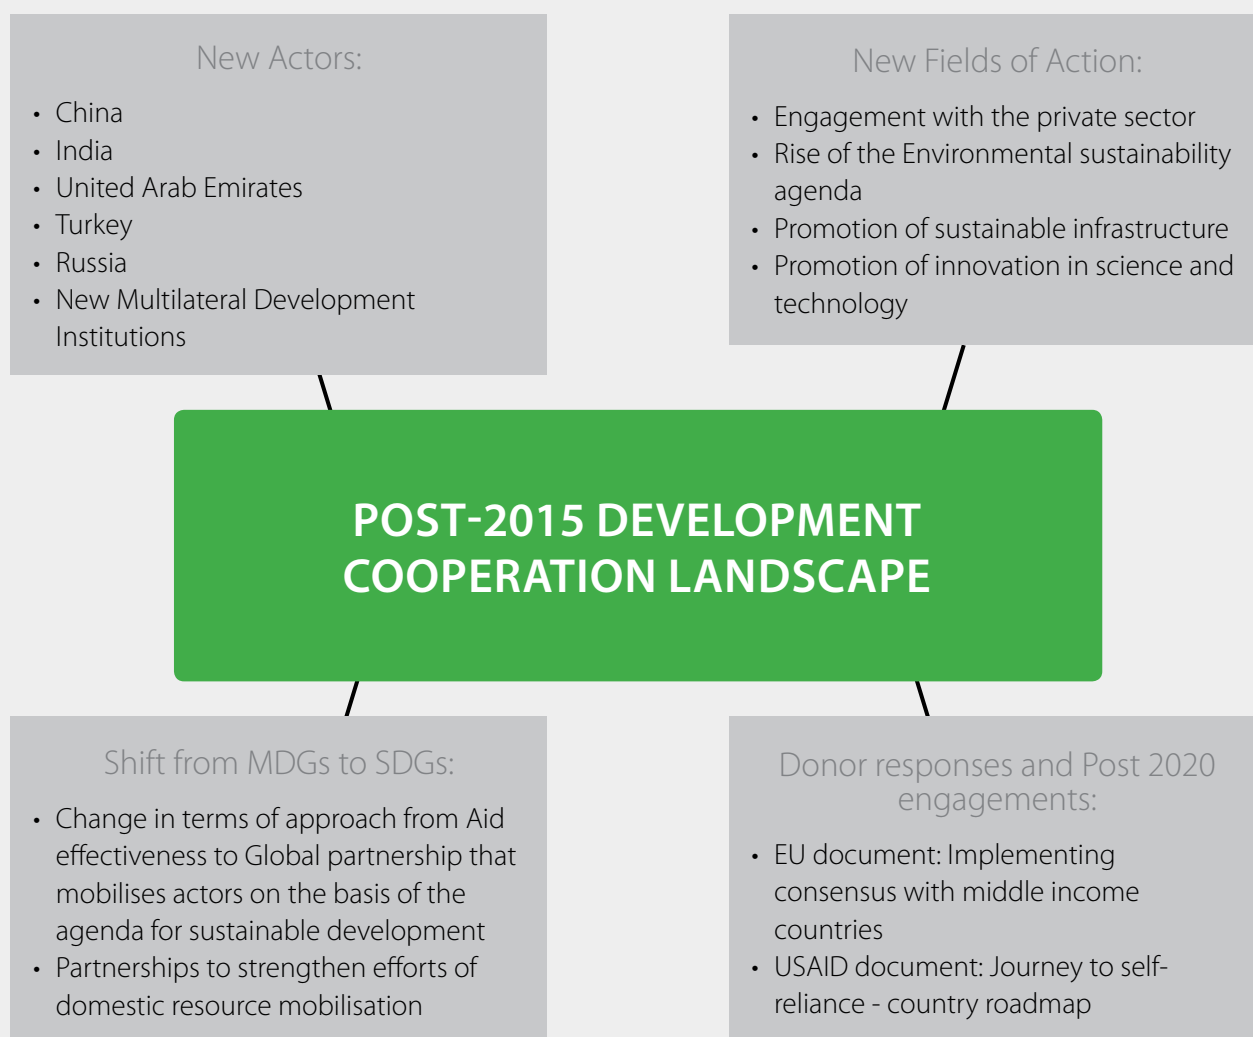 New Actors:
• China
• India
• United Arab Emirates
• Turkey
• Russia
• New Multilateral Development
Institutions
New Fields of Action:
• Engagement with the private sector
• Rise of the Environmental sustainability
agenda
• Promotion of sustainable infrastructure
• Promotion of innovation in science and
technology
POST-2015 DEVELOPMENT
COOPERATION LANDSCAPE
Shift from MDGs to SDGs:
• Change in terms of approach from Aid
effectiveness to Global partnership that
mobilises actors on the basis of the
agenda for sustainable development
• Partnerships to strengthen efforts of
domestic resource mobilisation
Donor responses and Post 2020
engagements:
• EU document: Implementing
consensus with middle income
countries
• USAID document: Journey to self-
reliance - country roadmap